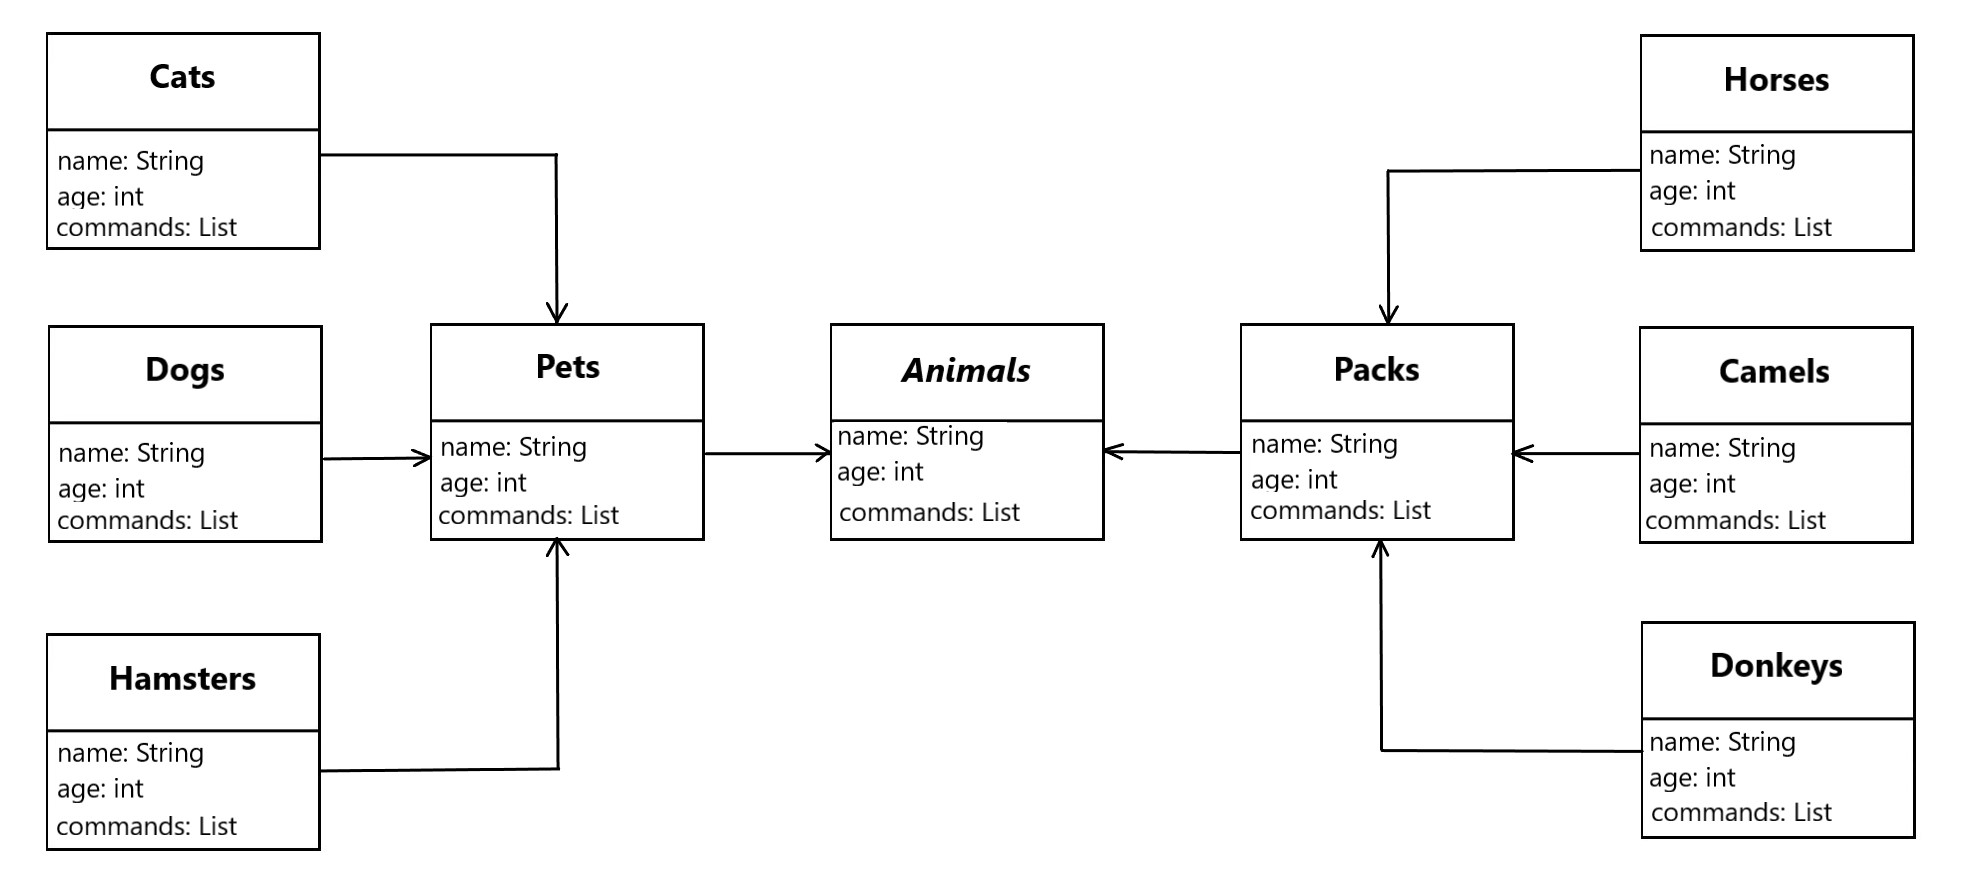 Cats
name: String
age: int
commands: List
Horses
name: String
age: int
commands: List
Dogs
name: String
age: int
commands: List
Pets
name: String
age: int
commands: List
Animals
name: String
age: int
commands: List
Packs
name: String
age: int
commands: List
Camels
name: String
age: int
commands: List
Hamsters
name: String
age: int
commands: List
Donkeys
name: String
age: int
commands: List